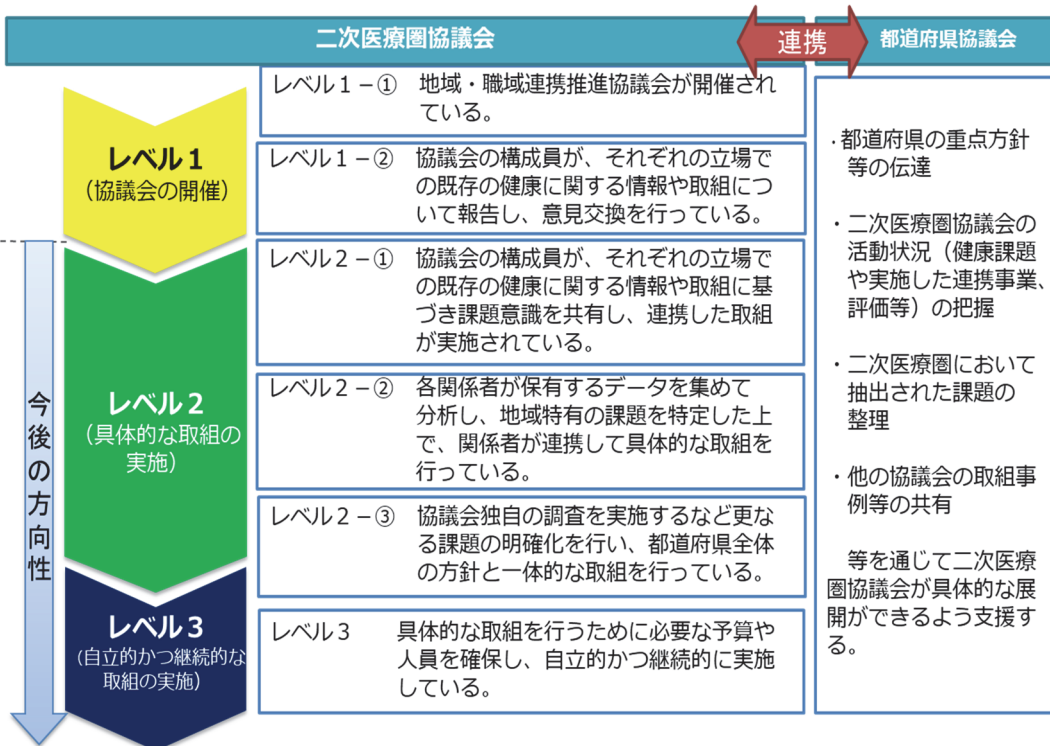 二次医療圏協議会
連携
都道府県協議会
今後の方向性
レベル１
（協議会の開催）
レベル１－① 地域・職域連携推進協議会が開催され
ている。
レベル１－② 協議会の構成員が、それぞれの立場で
の既存の健康に関する情報や取組につ
いて報告し、意見交換を行っている。
レベル２
（具体的な取組の
実施）
レベル２－① 協議会の構成員が、それぞれの立場で
の既存の健康に関する情報や取組に基
づき課題意識を共有し、連携した取組
が実施されている。
レベル２－② 各関係者が保有するデータを集めて
分析し、地域特有の課題を特定した上
で、関係者が連携して具体的な取組を
行っている。
レベル２－③ 協議会独自の調査を実施するなど更な
る課題の明確化を行い、都道府県全体
の方針と一体的な取組を行っている。
レベル３
（自立的かつ継続的な
取組の実施）
レベル３ 具体的な取組を行うために必要な予算や
人員を確保し、自立的かつ継続的に実施
している。
・都道府県の重点方針
等の伝達
・二次医療圏協議会の
活動状況（健康課題
や実施した連携事業、
評価等）の把握
・二次医療圏において
抽出された課題の
整理
・他の協議会の取組事
例等の共有
等を通じて二次医療
圏協議会が具体的な展
開ができるよう支援す
る。